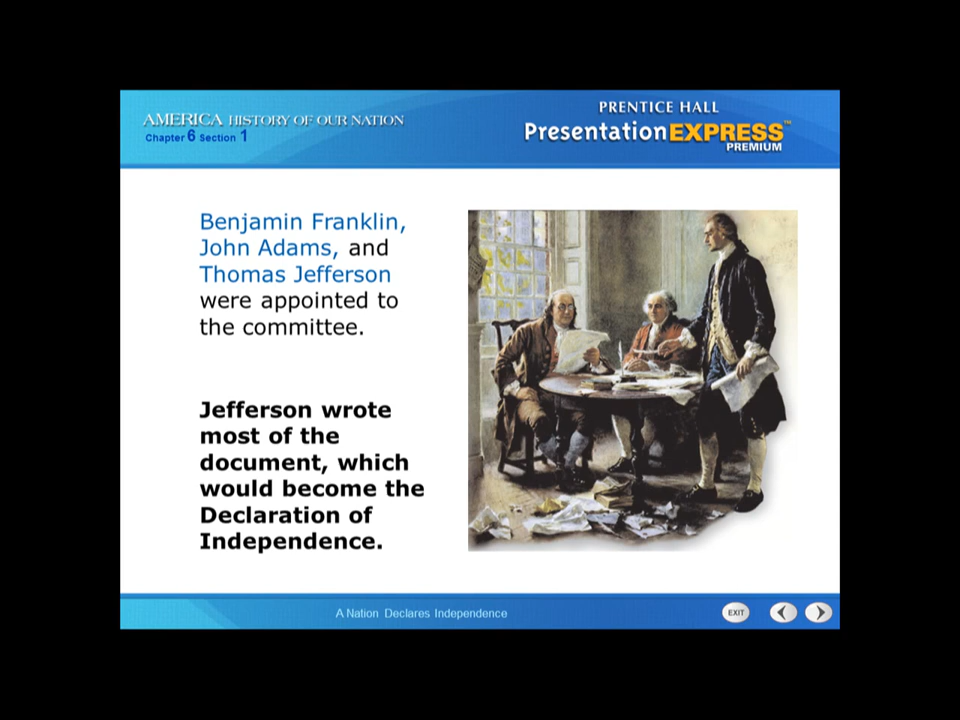 AMERICA HISTORY OF OUR NATION
Chapter 6 Section 1
PRENTICE HALL
PresentationEXPRESS™
PREMIUM
Benjamin Franklin,
John Adams, and
Thomas Jefferson
were appointed to
the committee.
Jefferson wrote
most of the
document, which
would become the
Declaration of
Independence.
A Nation Declares Independence
EXIT